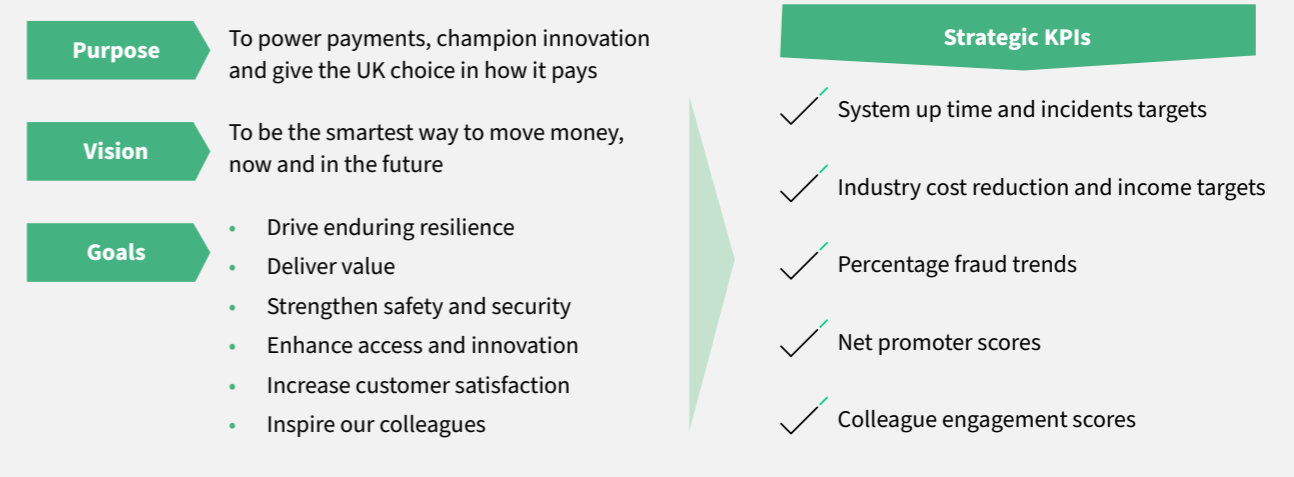 Purpose
To power payments, champion innovation
and give the UK choice in how it pays
Vision
To be the smartest way to move money,
now and in the future
Goals
• Drive enduring resilience
• Deliver value
• Strengthen safety and security
• Enhance access and innovation
• Increase customer satisfaction
• Inspire our colleagues
Strategic KPIs
System up time and incidents targets
Industry cost reduction and income targets
Percentage fraud trends
Net promoter scores
Colleague engagement scores